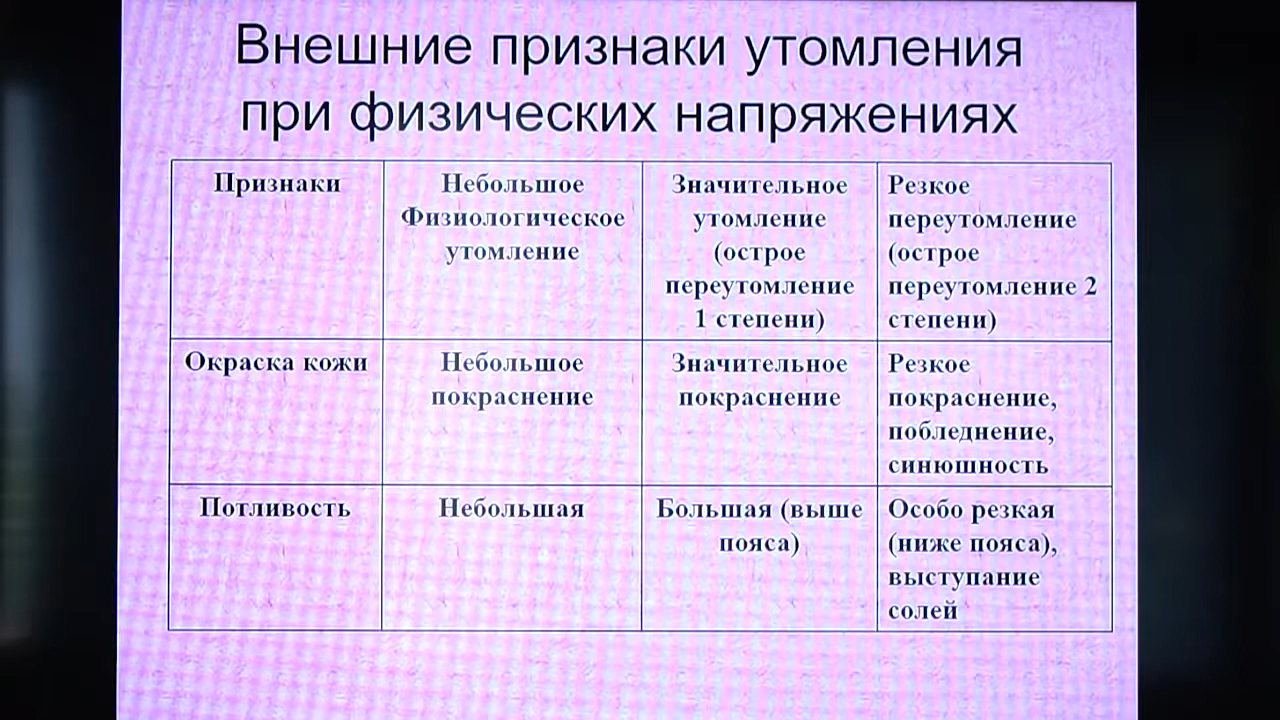 Внешние признаки утомления
при физических напряжениях
Признаки
Небольшое
Физиологическое
утомление
Значительное
утомление
(острое
переутомление
1 степени)
Резкое
переутомление
(острое
переутомление 2
степени)
Окраска кожи
Небольшое
покраснение
Значительное
покраснение
Резкое
покраснение,
побледнение,
синюшность
Потливость
Небольшая
Большая (выше
пояса)
Особо резкая
(ниже пояса),
выступание
солей